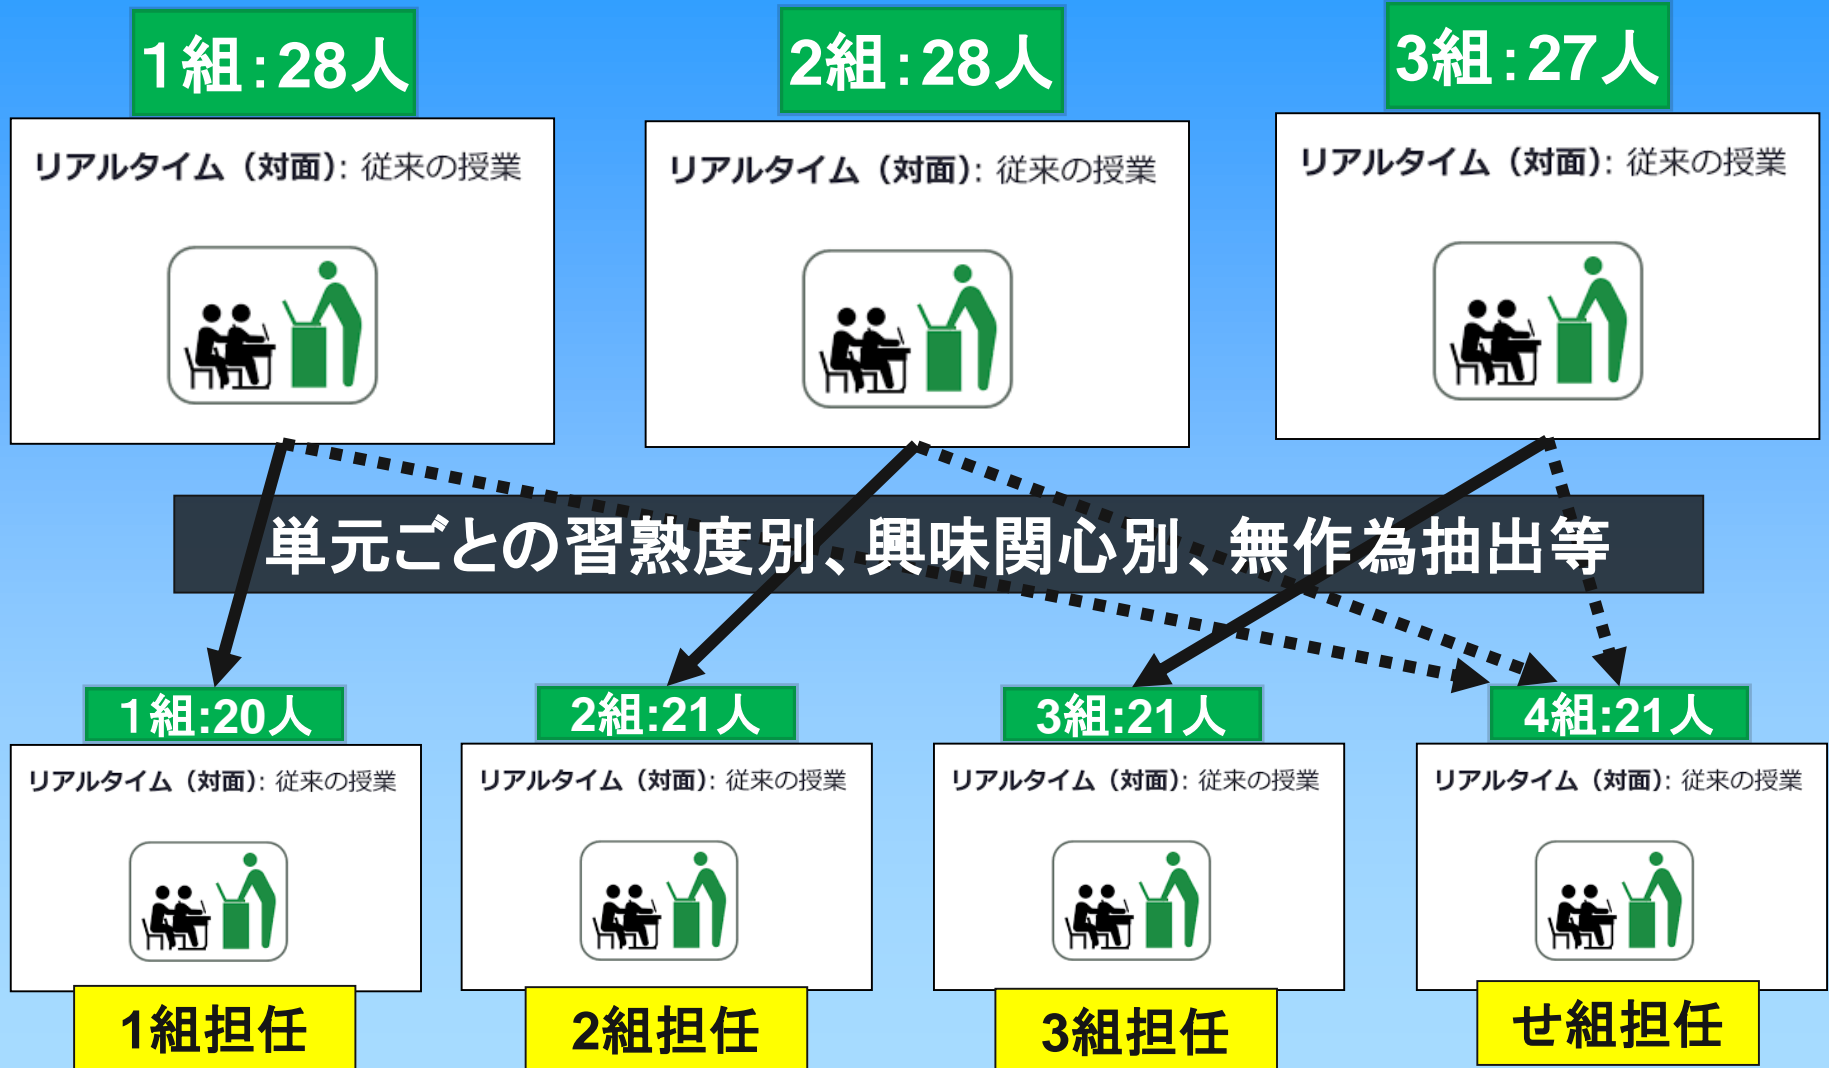 1組:28人
2組:28人
3組:27人
リアルタイム（対面）: 従来の授業
リアルタイム（対面）: 従来の授業
リアルタイム（対面）: 従来の授業
単元ごとの習熟度別、興味関心別、無作為抽出等
1組:20人
2組:21人
3組:21人
4組:21人
リアルタイム（対面）: 従来の授業
リアルタイム（対面）: 従来の授業
リアルタイム（対面）: 従来の授業
リアルタイム（対面）: 従来の授業
1組担任
2組担任
3組担任
せ組担任